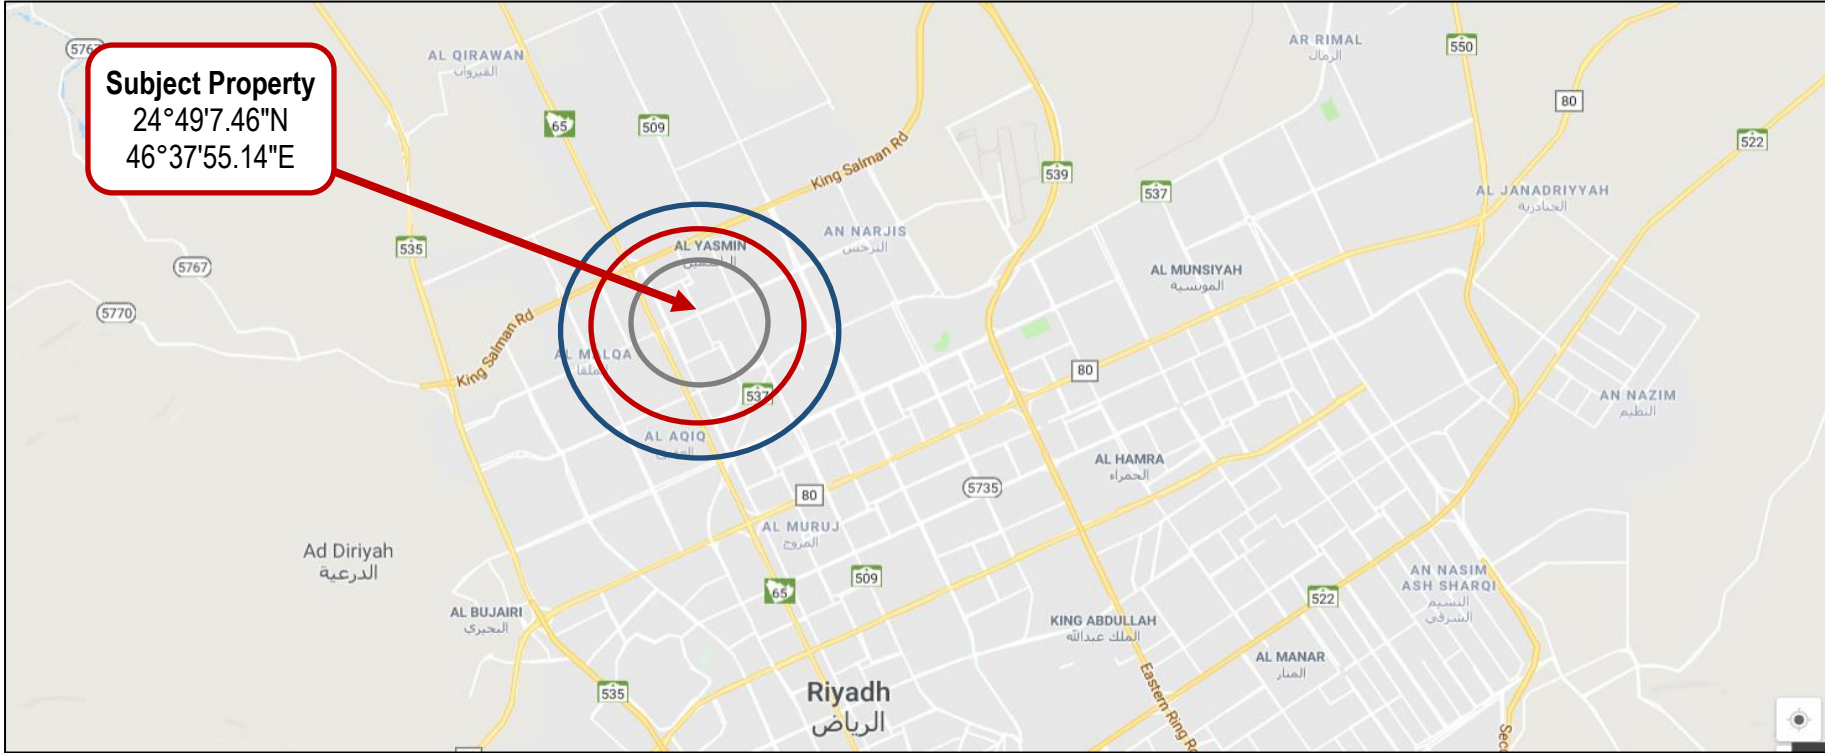 Subject Property
24°49'7.46"N
46°37'55.14"E
AL QIRAWAN
القيروان
AR RIMAL
الرمال
550
80
522
65
509
King Salman Rd
539
537
AL JANADRIYYAH
الجنادرية
535
AL YASMIN
AN NARJIS
النرجس
5767
AL MUNSIYAH
المونسية
5770
King Salman Rd
AL MALQA
الملقا
80
537
AN NAZIM
النظيم
AL AQIQ
AL HAMRA
الحمراء
80
5735
AL MURUJ
المروج
Ad Diriyah
الدرعية
509
65
AN NASIM
ASH SHARQI
النسيم
الشرقي
522
AL BUJAIRI
البجيري
KING ABDULLAH
الملك عبدالله
AL MANAR
المنار
535
Riyadh
الرياض
Eastern Ring R
Seco